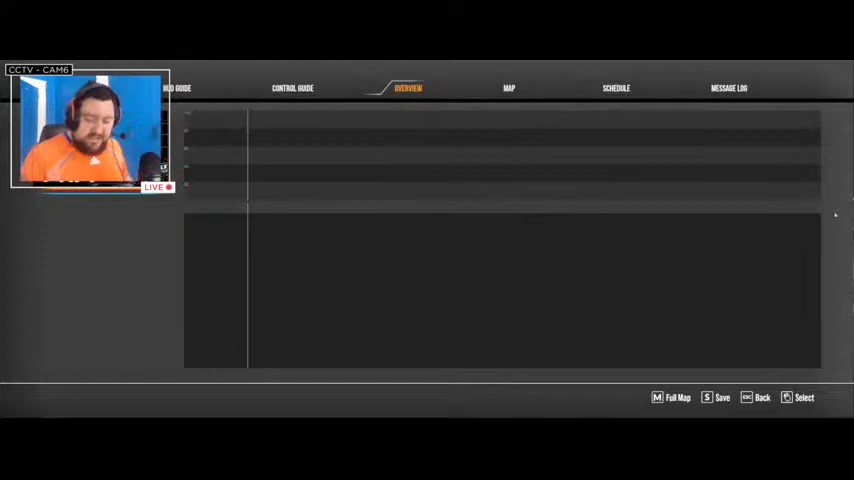 CCTV - CAM6
HUD GUIDE
CONTROL GUIDE
OVERVIEW
MAP
SCHEDULE
MESSAGE LOG
LIVE
M Full Map
S Save
ESC Back
Select